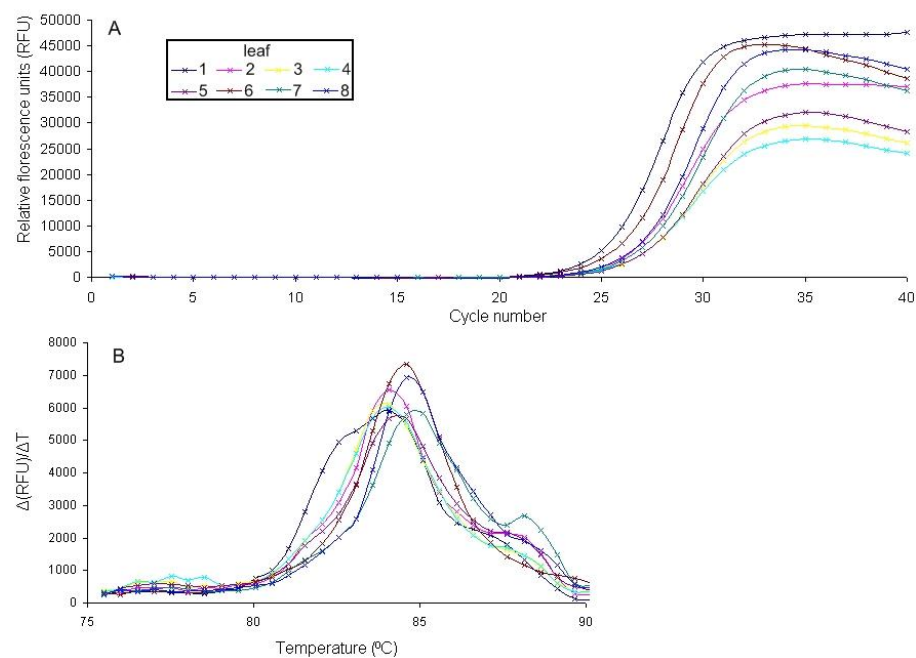 A
50000
45000
40000
35000
30000
25000
20000
15000
10000
5000
0
Relative florescence units (RFU)
leaf
1 2 3 4
5 6 7 8
0 5 10 15 20 25 30 35 40
Cycle number
B
8000
7000
6000
5000
4000
3000
2000
1000
0
Δ(RFU)/ΔT
75 80 85 90
Temperature (ºC)